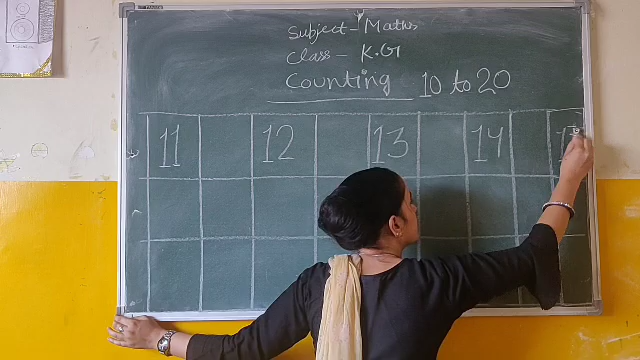 Subject - Maths
Class - K.G
Counting 10 to 20
11 12 13 14